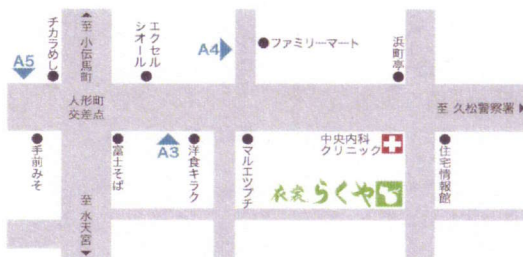 至 小伝馬町
チカラめし
エクセル
シオール
A5
A4
ファミリーマート
浜町亭
人形町
交差点
至 久松警察署
手前みそ
富士そば
A3
洋食キラク
マルエツプチ
中央内科
クリニック
住宅情報館
衣裳 らくや
至 水天宮